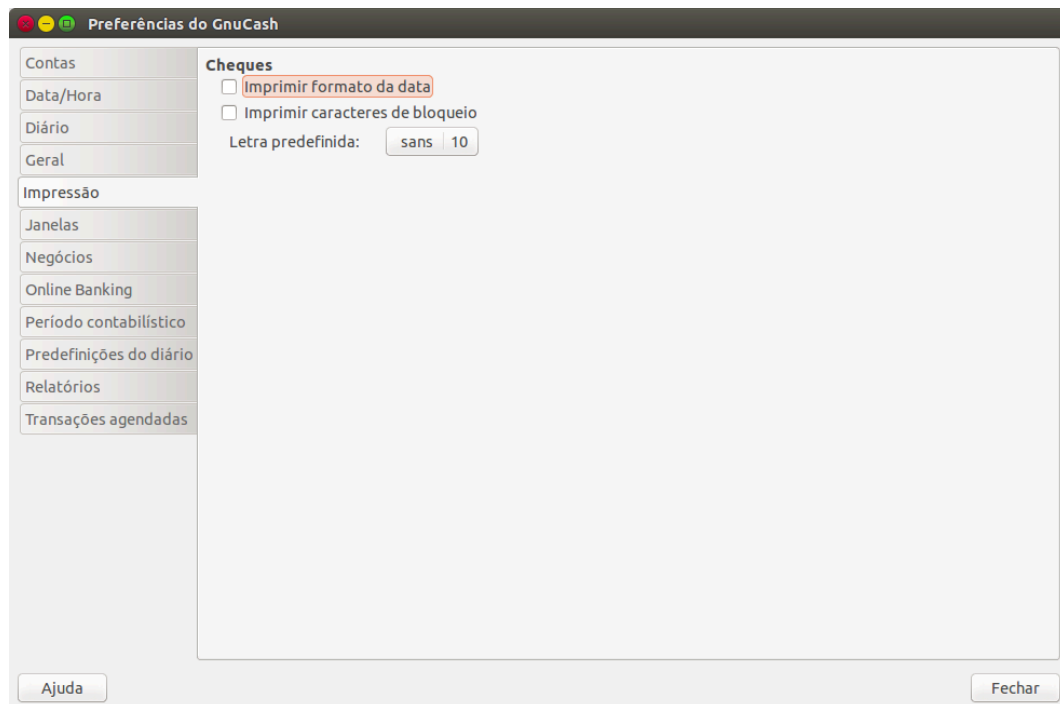 Preferências do GnuCash
Contas
Data/Hora
Diário
Geral
Impressão
Janelas
Negócios
Online Banking
Período contabilístico
Predefinições do diário
Relatórios
Transações agendadas
Cheques
Imprimir formato da data
Imprimir caracteres de bloqueio
Letra predefinida: sans 10
Ajuda Fechar